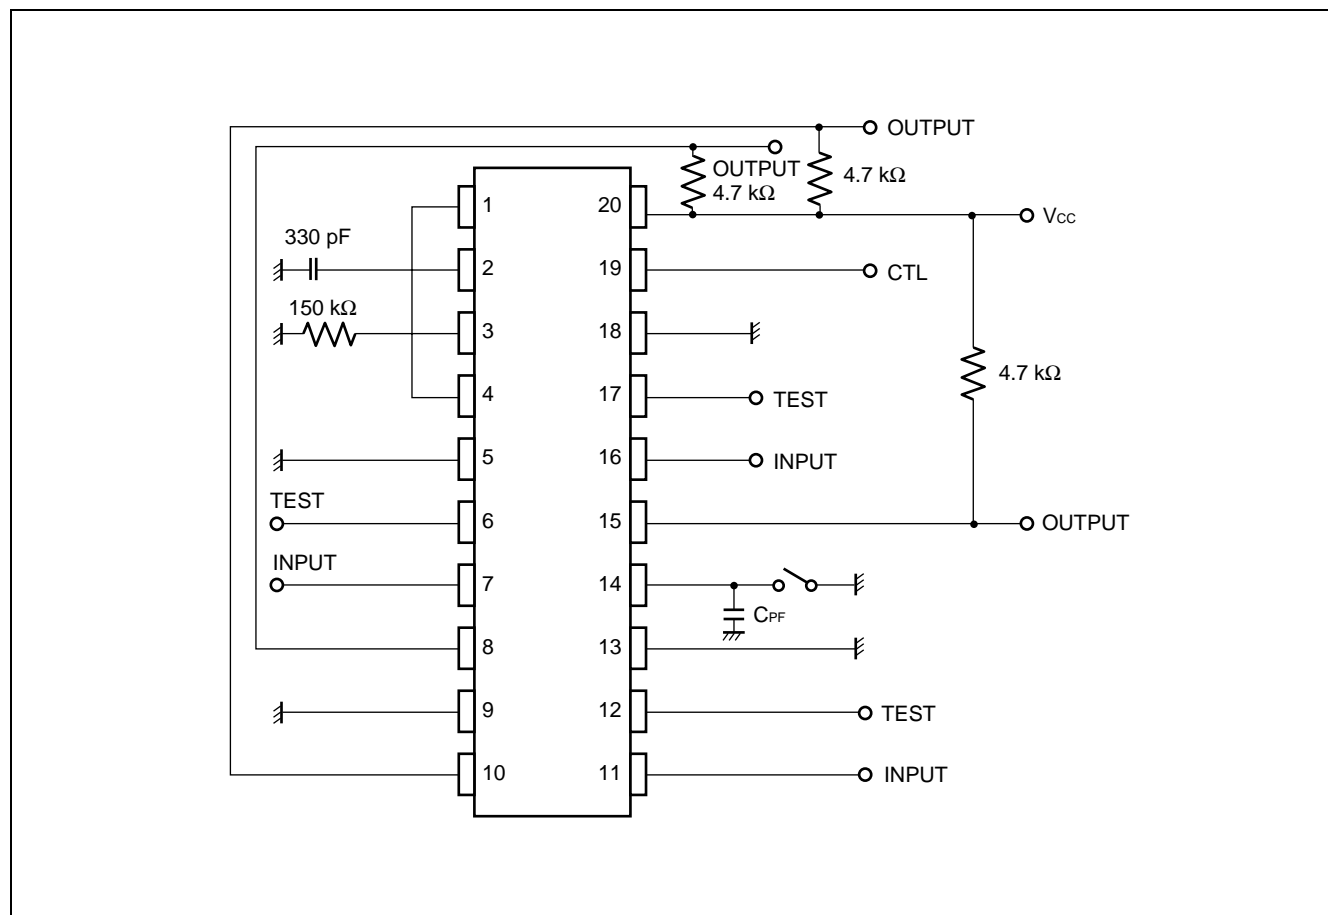 OUTPUT
OUTPUT
4.7 kΩ
4.7 kΩ
1
20
VCC
330 pF
2
19
CTL
150 kΩ
3
18
4.7 kΩ
4
17
TEST
5
16
INPUT
TEST
6
15
OUTPUT
INPUT
7
14
CPF
8
13
9
12
TEST
10
11
INPUT